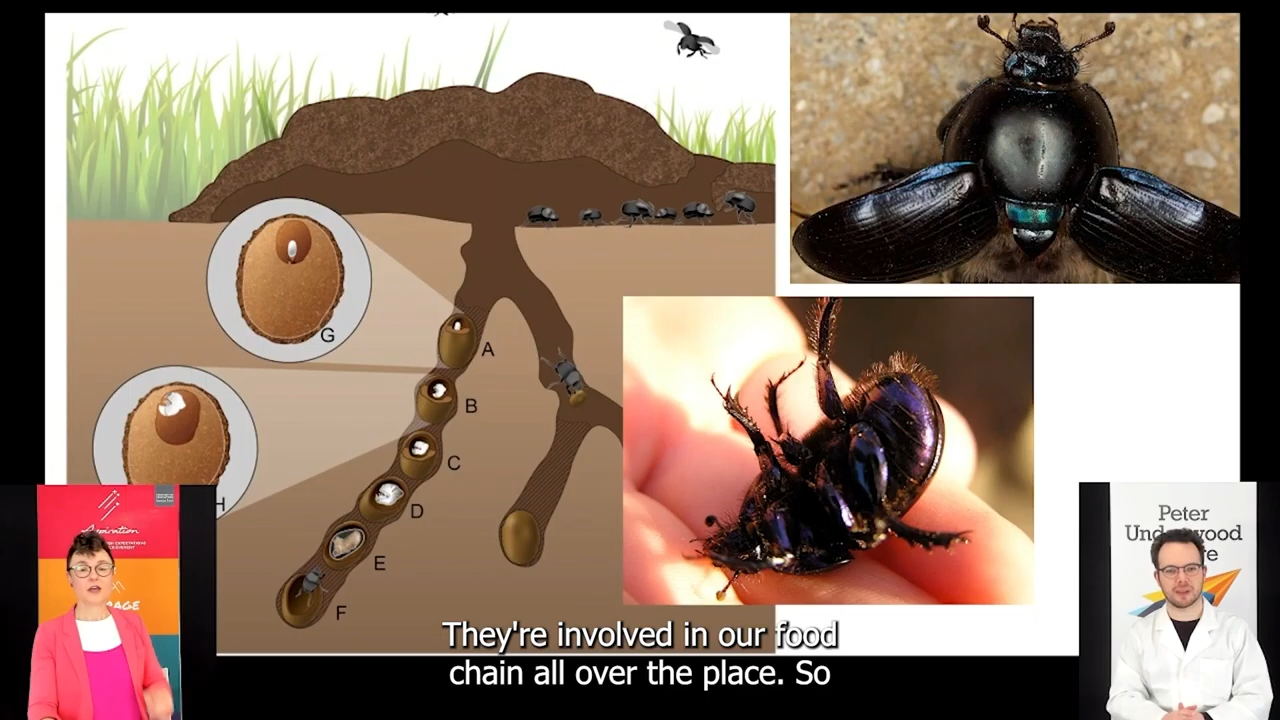 G
A
B
C
D
E
F
H
Peter
Underwood
They're involved in our food
chain all over the place. So